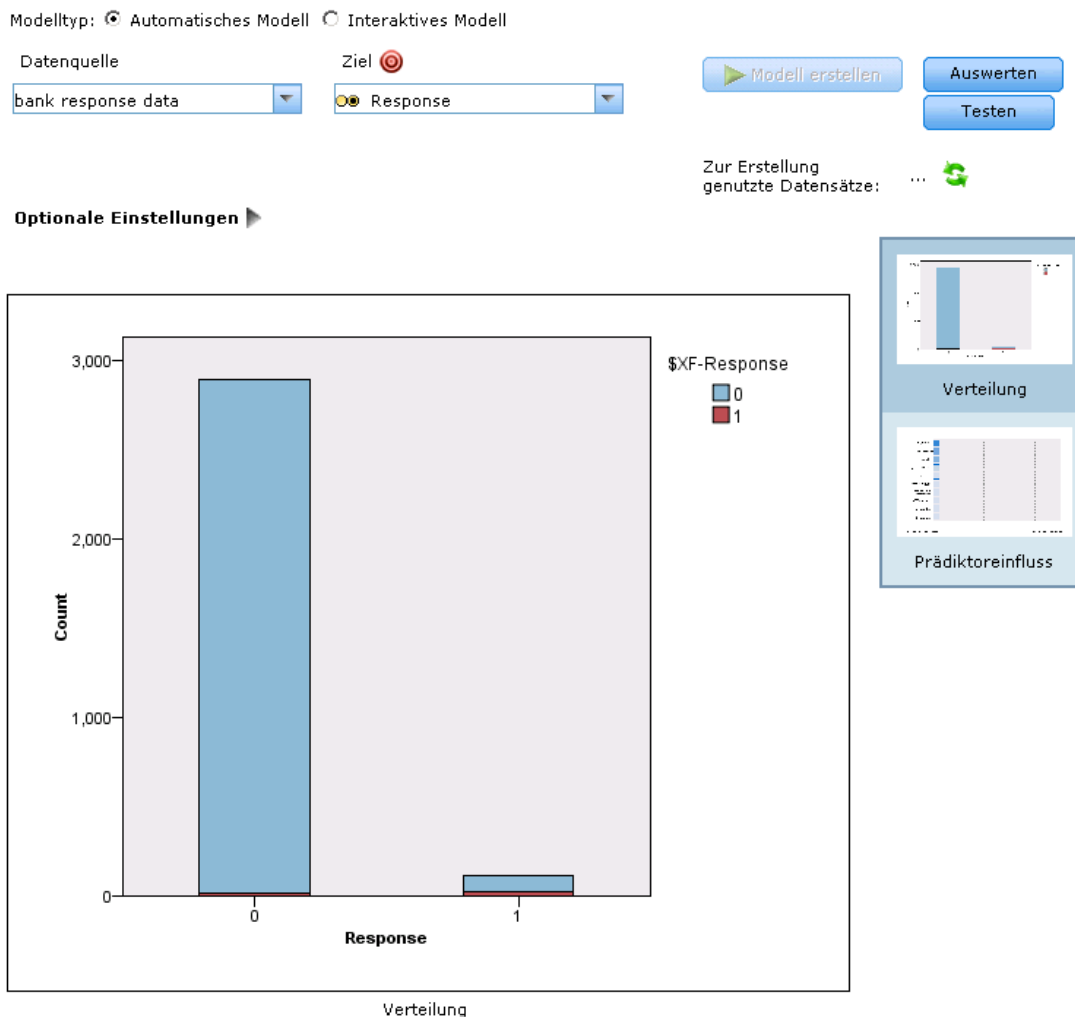 Modelltyp: Automatisches Modell Interaktives Modell
Datenquelle
Ziel
bank response data
Response
Modell erstellen
Auswerten
Testen
Zur Erstellung
genutzte Datensätze: ...
Optionale Einstellungen
3,000
2,000
1,000
0
Count
0
1
Response
$XF-Response
0
1
Verteilung
Verteilung
Prädiktoreinfluss